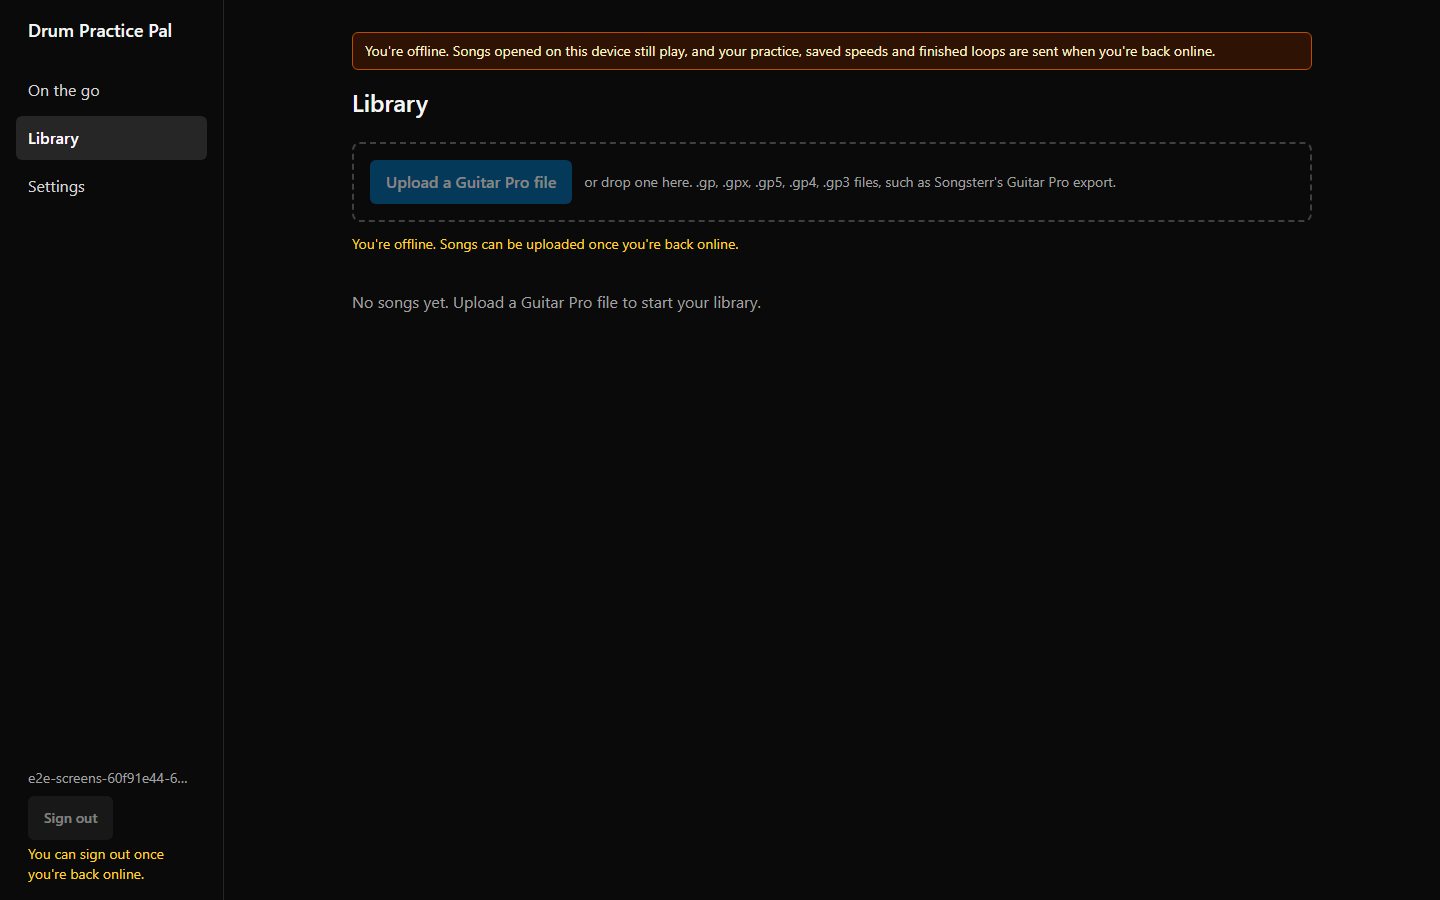 Drum Practice Pal
On the go
Library
Settings
e2e-screens-60f91e44-6...
Sign out
You can sign out once
you're back online.
You're offline. Songs opened on this device still play, and your practice, saved speeds and finished loops are sent when you're back online.
Library
Upload a Guitar Pro file
or drop one here. .gp, .gpx, .gp5, .gp4, .gp3 files, such as Songsterr's Guitar Pro export.
You're offline. Songs can be uploaded once you're back online.
No songs yet. Upload a Guitar Pro file to start your library.